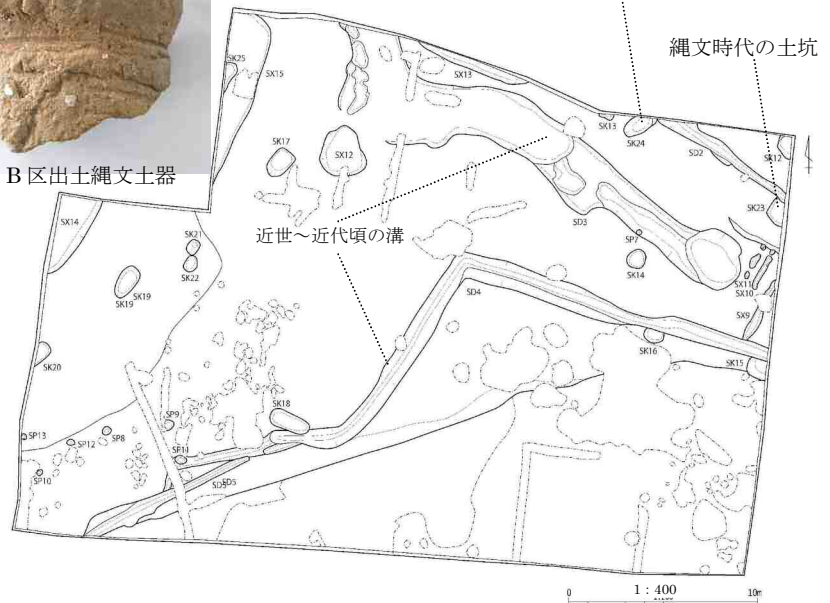 縄文時代の土坑
B区出土縄文土器
近世～近代頃の溝
SK25
SX15
SX13
SK13
SK24
SD2
SK12
SK17
SX12
SK23
SX14
SD3
SP7
SK21
SK22
SK14
SX11
SX10
SX9
SK19
SK19
SD4
SK20
SK16
SK15
SK18
SP9
SP13
SP12
SP8
SP11
SP10
SD5
SD5
1：400
0
10m